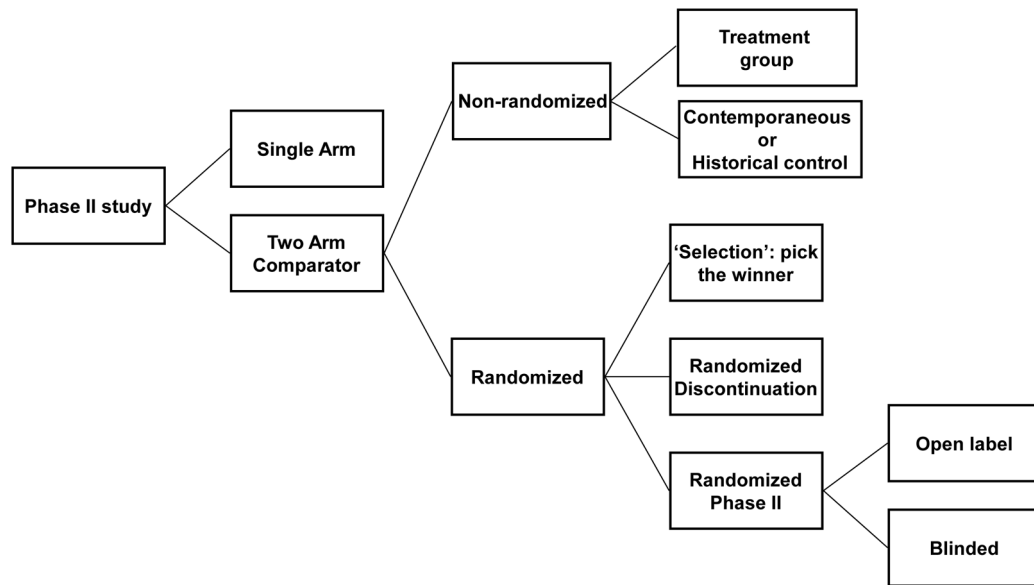 Phase II study
Single Arm
Two Arm
Comparator
Non-randomized
Randomized
Treatment
group
Contemporaneous
or
Historical control
‘Selection’: pick
the winner
Randomized
Discontinuation
Randomized
Phase II
Open label
Blinded